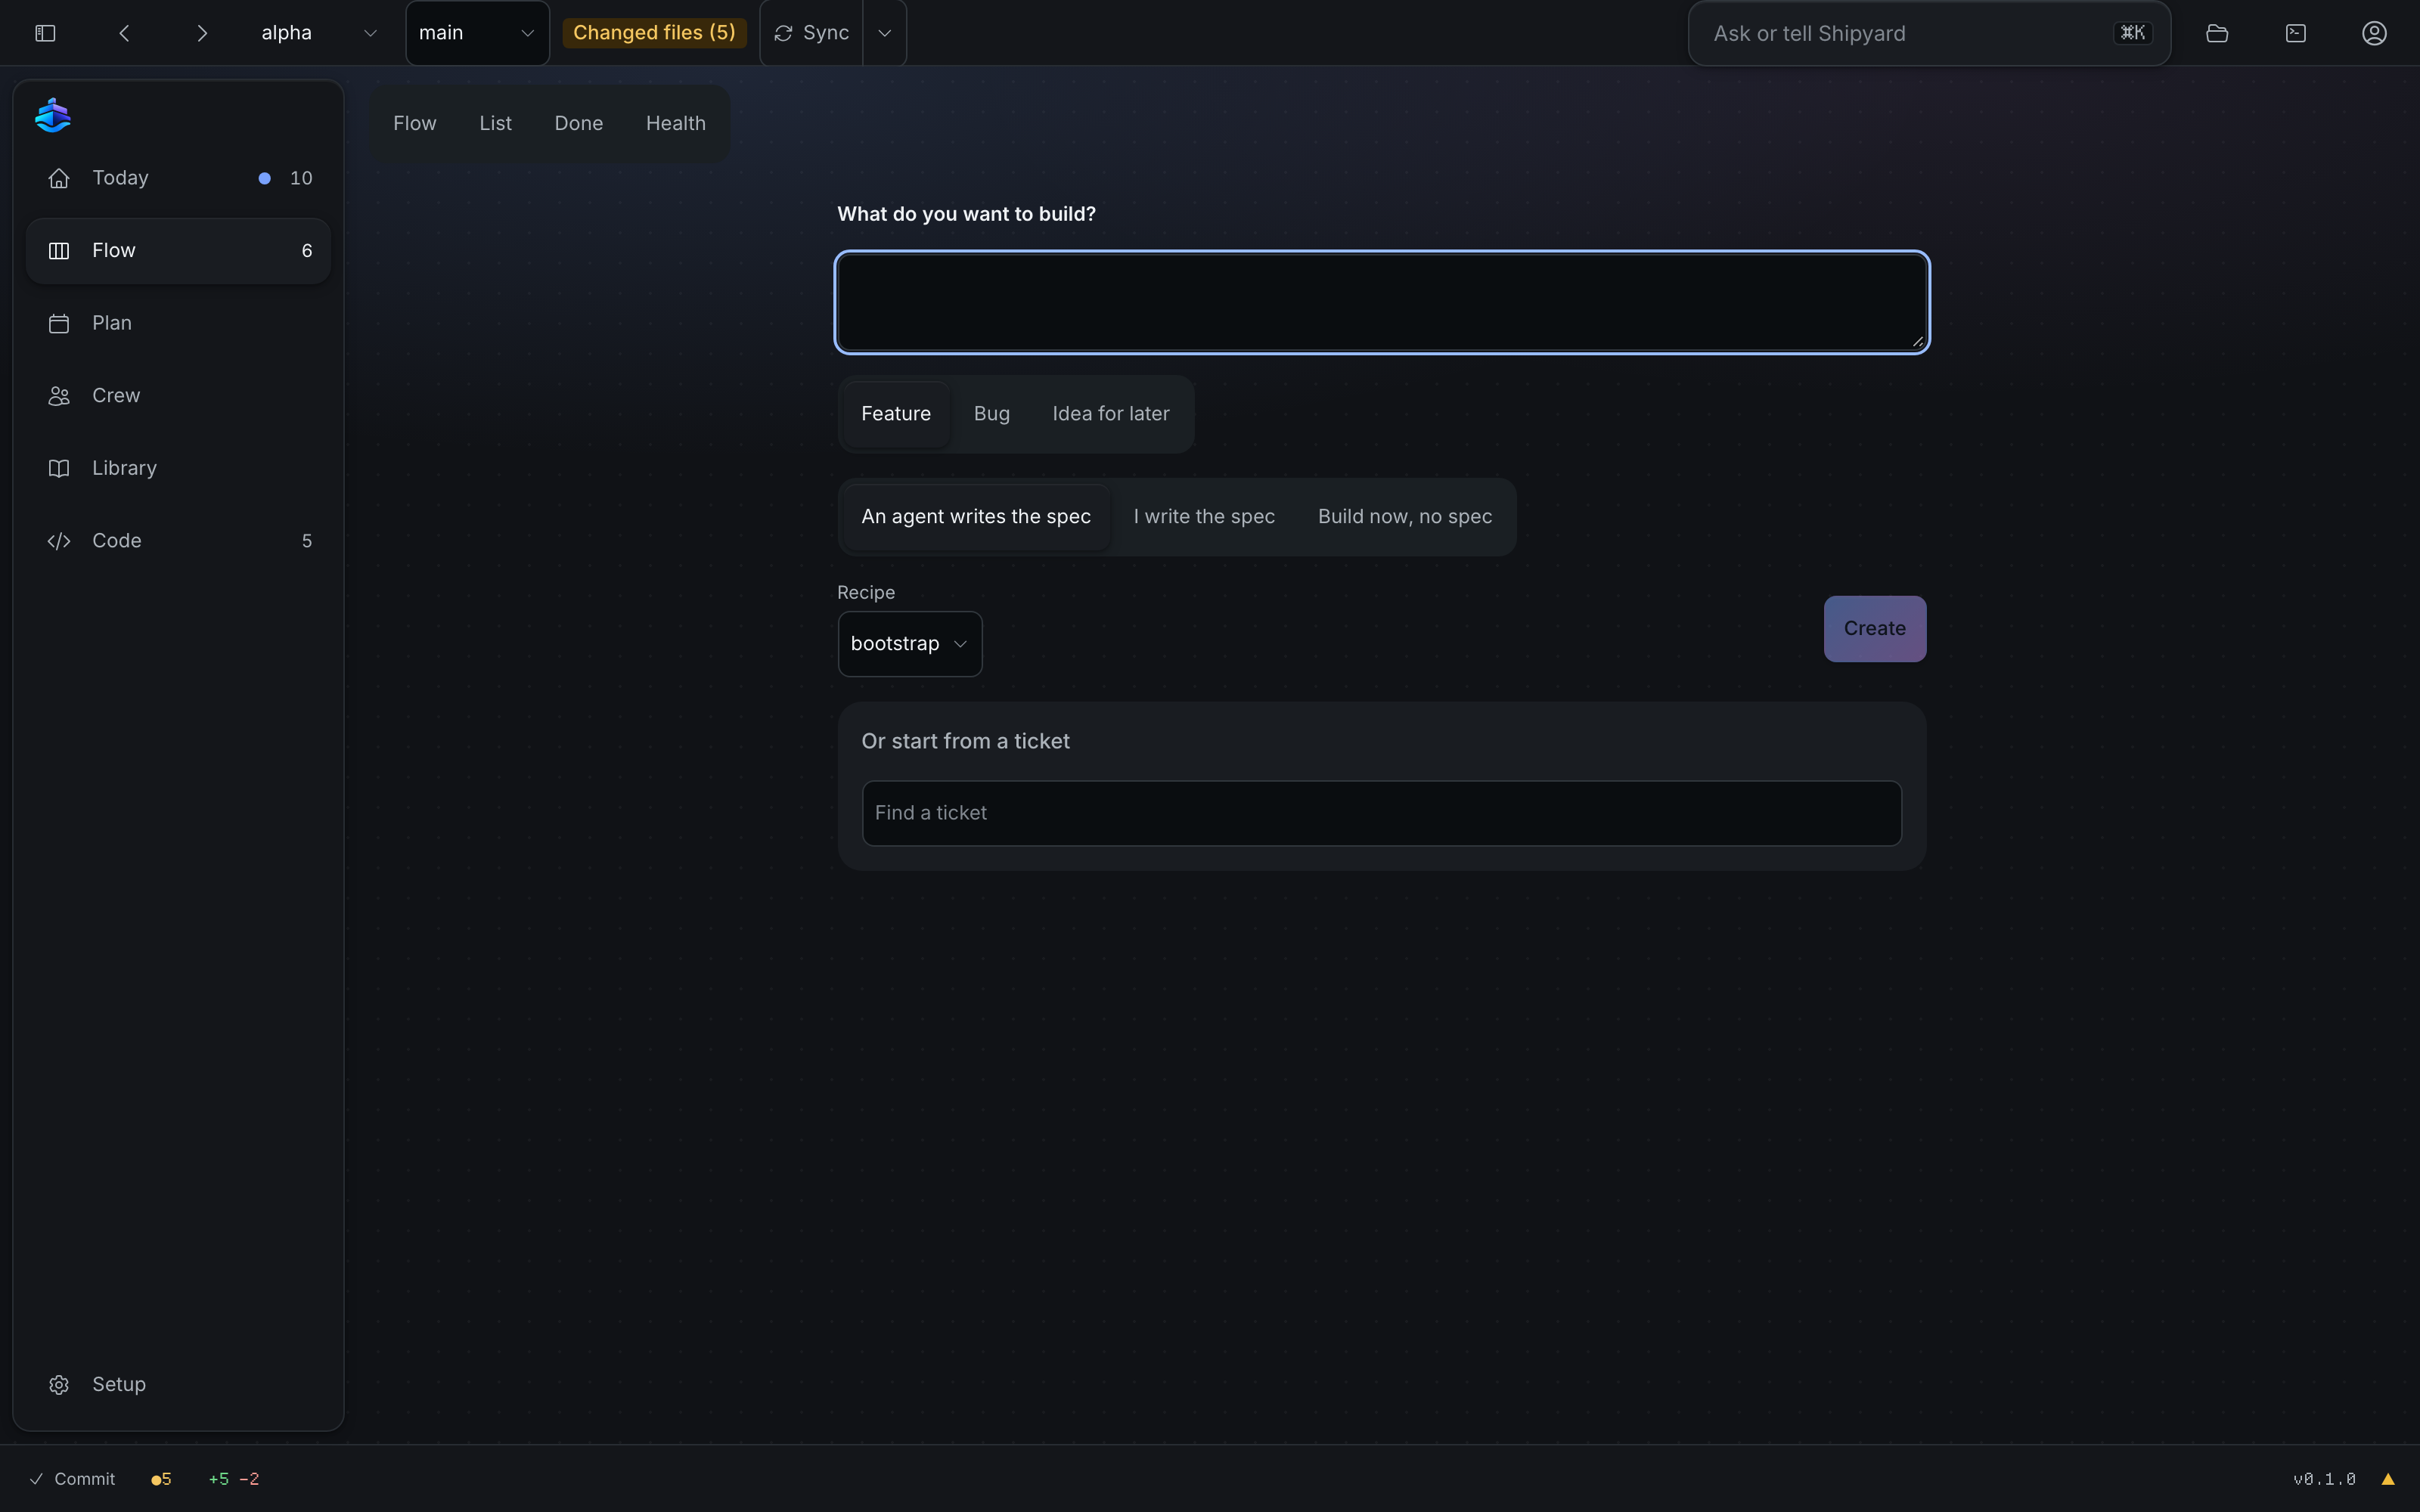 alpha
main
Changed files (5)
Sync
Ask or tell Shipyard
⌘K
Flow
List
Done
Health
Today
10
Flow
6
Plan
Crew
Library
Code
5
Setup
What do you want to build?
Feature
Bug
Idea for later
An agent writes the spec
I write the spec
Build now, no spec
Recipe
bootstrap
Create
Or start from a ticket
Find a ticket
Commit
5
+5 -2
v0.1.0